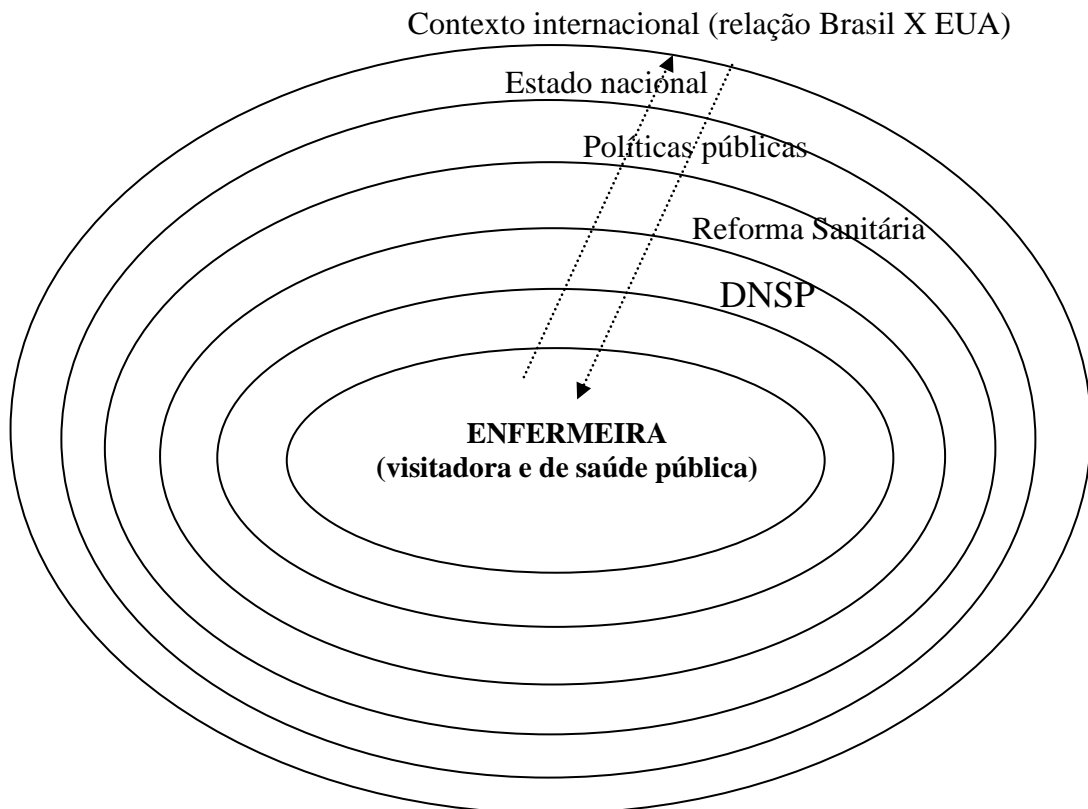 Contexto internacional (relação Brasil X EUA)
Estado nacional
Políticas públicas
Reforma Sanitária
DNSP
ENFERMEIRA
(visitadora e de saúde pública)